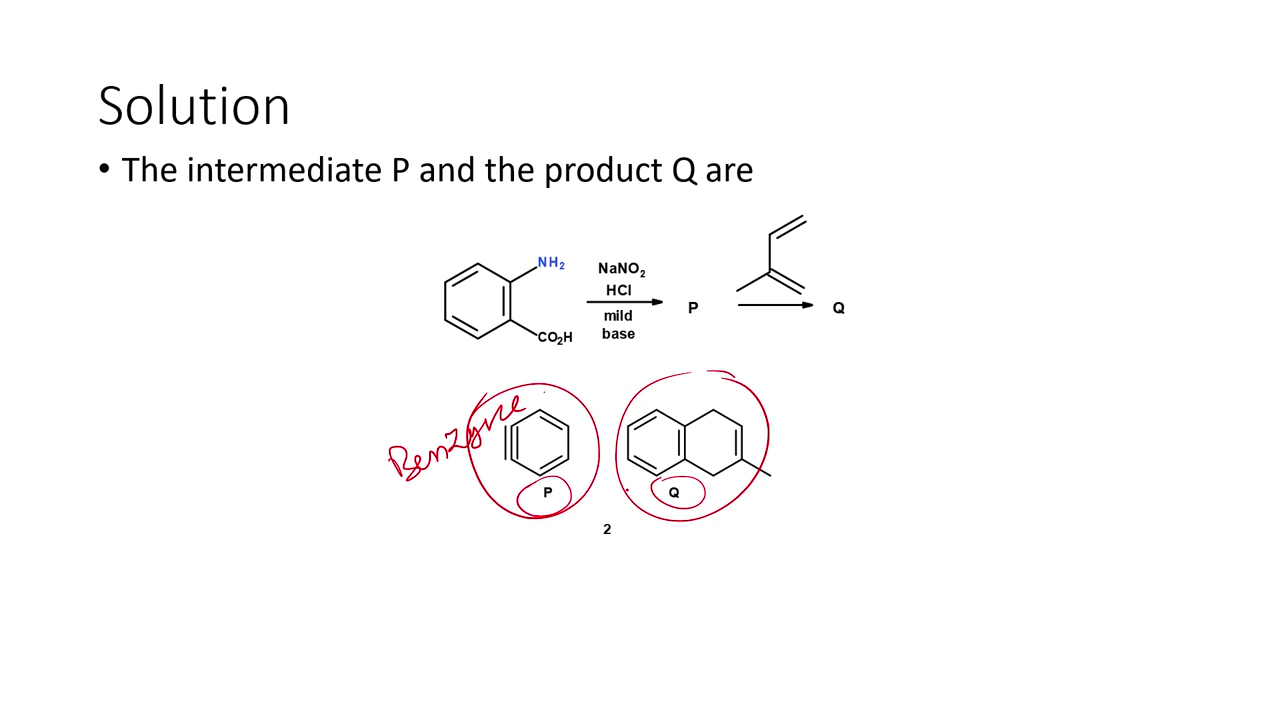 Solution
• The intermediate P and the product Q are
NH₂
NaNO₂
HCl
mild
base
CO₂H
P
Q
Benzyne
P
Q
2